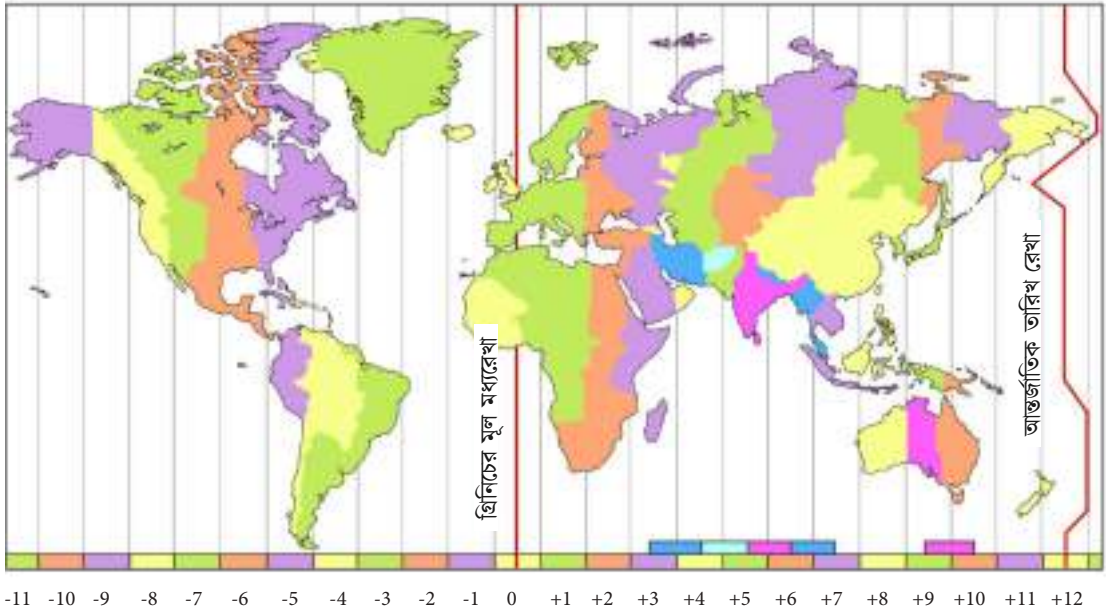 গ্রিনিচের মূল মধ্যরেখা
আন্তর্জাতিক তারিখ রেখা
-11 -10 -9 -8 -7 -6 -5 -4 -3 -2 -1 0 +1 +2 +3 +4 +5 +6 +7 +8 +9 +10 +11 +12